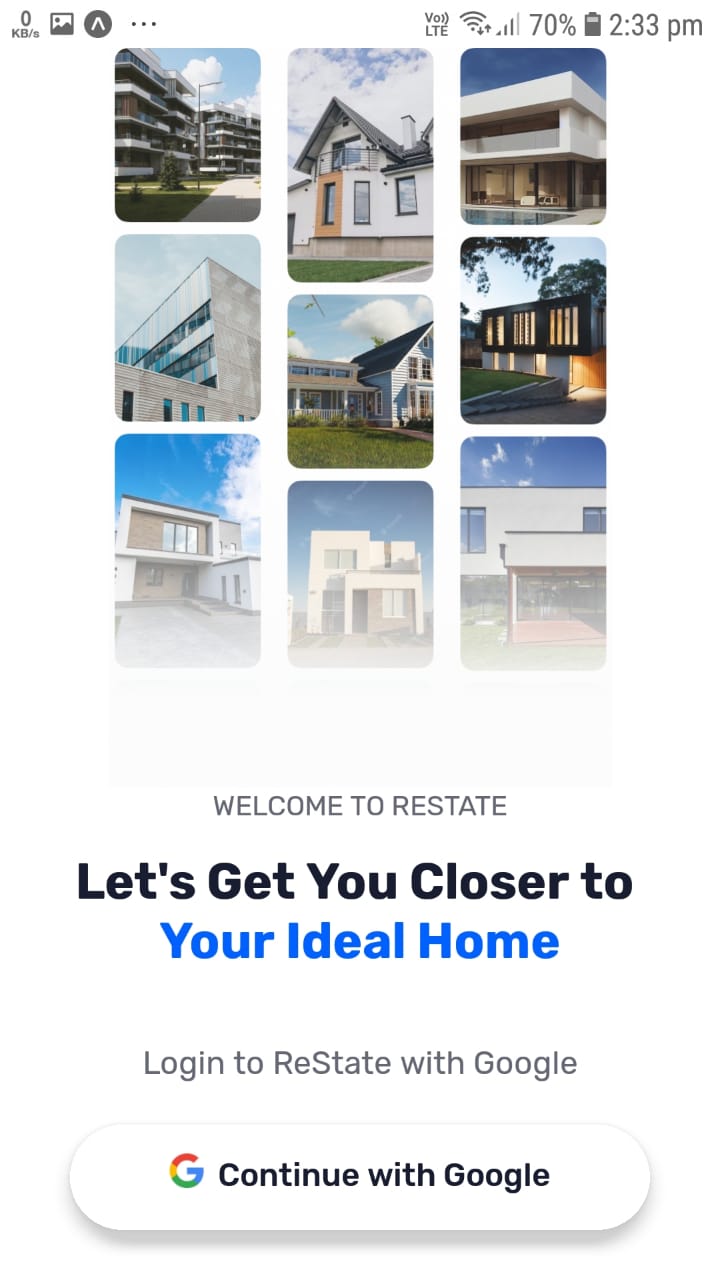 0
KB/s
Vo))
LTE
70%
2:33 pm
WELCOME TO RESTATE
Let's Get You Closer to
Your Ideal Home
Login to ReState with Google
Continue with Google